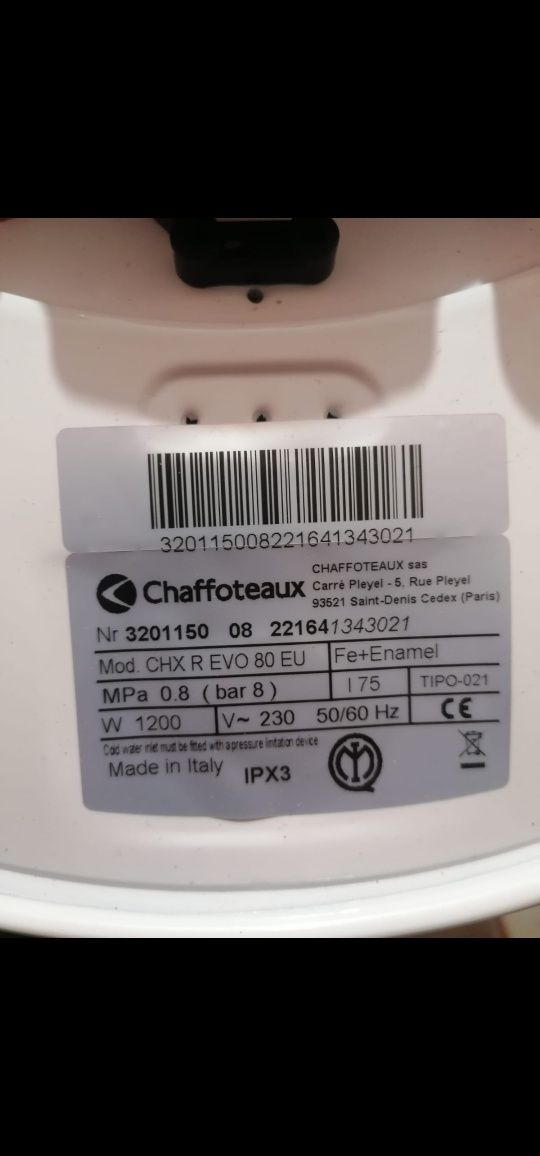 320115008221641343021
Chaffoteaux
CHAFFOTEAUX sas
Carré Pleyel - 5, Rue Pleyel
93521 Saint-Denis Cedex (Paris)
Nr 3201150 08 221641343021
Mod. CHX R EVO 80 EU Fe+Enamel
MPa 0.8 ( bar 8 ) l 75 TIPO-021
W 1200 V~ 230 50/60 Hz CE
Cold water inlet must be fitted with a pressure limitation device
Made in Italy IPX3